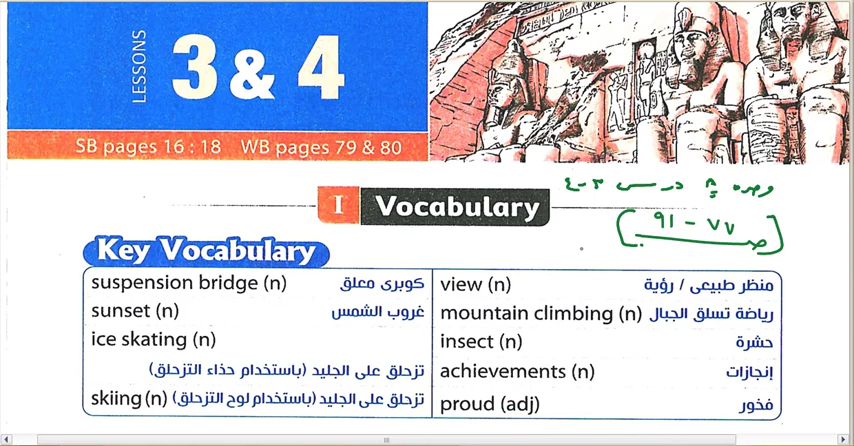 LESSONS
3 & 4
SB pages 16 : 18 WB pages 79 & 80
وحدة ٨ درس ٣-٤
ص ٧٧ - ٩١
I Vocabulary
Key Vocabulary
suspension bridge (n) كوبرى معلق
sunset (n) غروب الشمس
ice skating (n)
تزحلق على الجليد (باستخدام حذاء التزحلق)
skiing (n) تزحلق على الجليد (باستخدام لوح التزحلق)
view (n) منظر طبيعى / رؤية
mountain climbing (n) رياضة تسلق الجبال
insect (n) حشرة
achievements (n) إنجازات
proud (adj) فخور